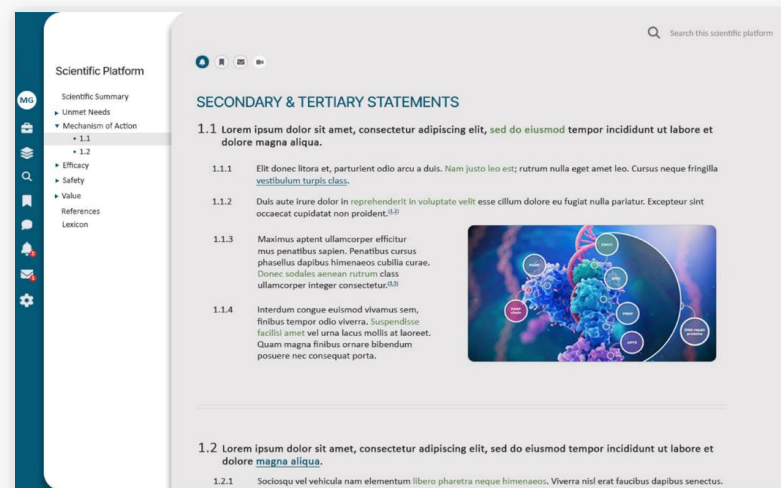 Search this scientific platform
MG
Scientific Platform
Scientific Summary
Unmet Needs
Mechanism of Action
• 1.1
• 1.2
Efficacy
Safety
Value
References
Lexicon
SECONDARY & TERTIARY STATEMENTS
1.1 Lorem ipsum dolor sit amet, consectetur adipiscing elit, sed do eiusmod tempor incididunt ut labore et
dolore magna aliqua.
1.1.1 Elit donec litora et, parturient odio arcu a duis. Nam justo leo est; rutrum nulla eget amet leo. Cursus neque fringilla
vestibulum turpis class.
1.1.2 Duis aute irure dolor in reprehenderit in voluptate velit esse cillum dolore eu fugiat nulla pariatur. Excepteur sint
occaecat cupidatat non proident.
1.1.3 Maximus aptent ullamcorper efficitur
mus penatibus sapien. Penatibus cursus
phasellus dapibus himenaeos cubilia curae.
Donec sodales aenean rutrum class
ullamcorper integer consectetur.
1.1.4 Interdum congue euismod vivamus sem,
finibus tempor odio viverra. Suspendisse
facilisi amet vel urna lacus mollis at laoreet.
Quam magna finibus ornare bibendum
posuere nec consequat porta.
DNA repair
proteins
1.2 Lorem ipsum dolor sit amet, consectetur adipiscing elit, sed do eiusmod tempor incididunt ut labore et
dolore magna aliqua.
1.2.1 Sociosqu vel vehicula nam elementum libero pharetra neque himenaeos. Viverra nisl erat faucibus dapibus senectus.